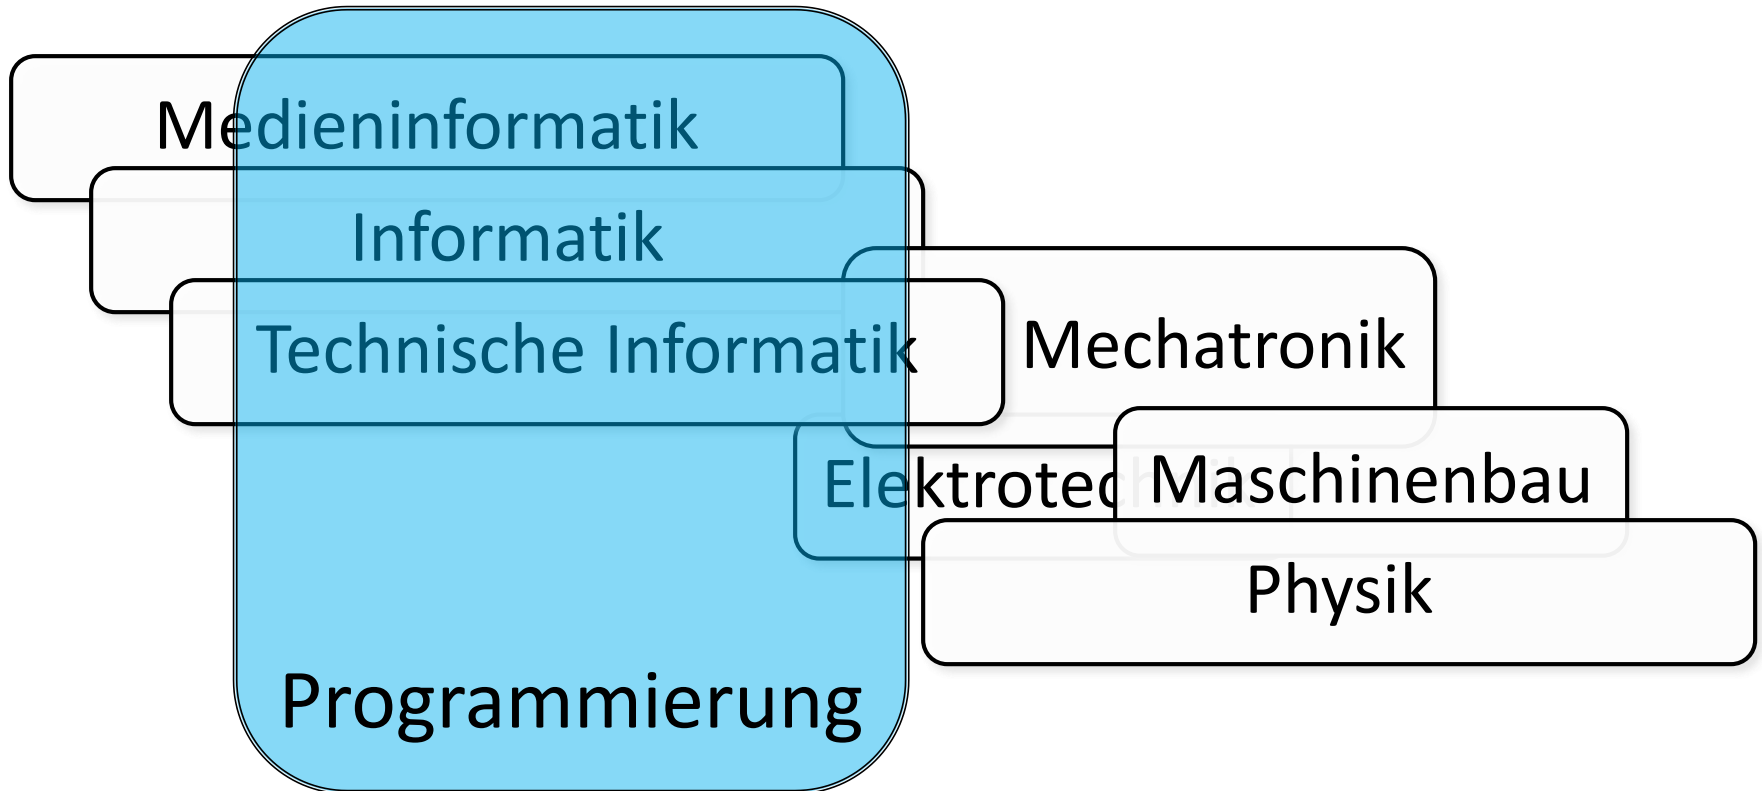 Medieninformatik
Informatik
Technische Informatik
Mechatronik
Elektrotechnik
Maschinenbau
Physik
Programmierung